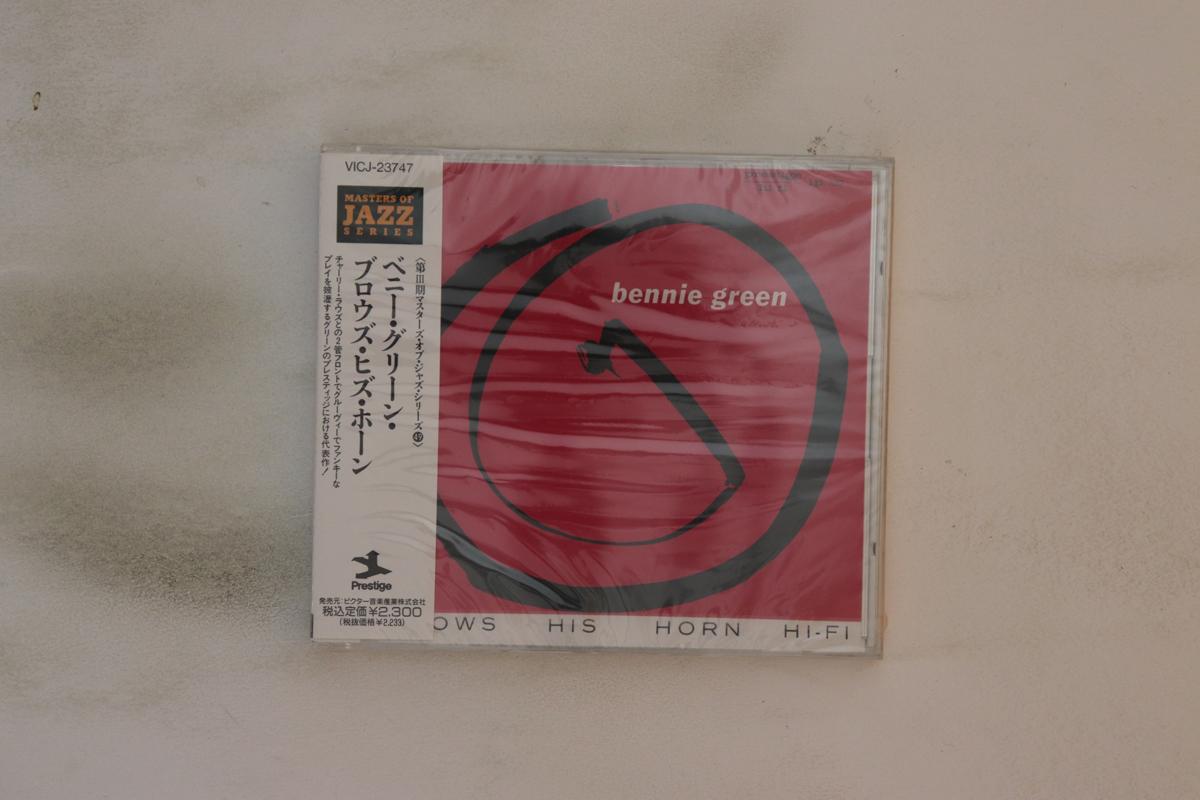 VICJ-23747
MASTERS OF
JAZZ
SERIES
〈第III期マスターズ・オブ・ジャズ・シリーズ㊾〉
ベニー・グリーン・
ブロウズ・ヒズ・ホーン
チャーリー・ラウズとの2管フロントでグルーヴィーでファンキーな
プレイを披瀝するグリーンのプレスティッジにおける代表作!
Prestige
発売元:ビクター音楽産業株式会社
税込定価¥2,300
(税抜価格¥2,233)
bennie green
OWS HIS HORN HI-FI